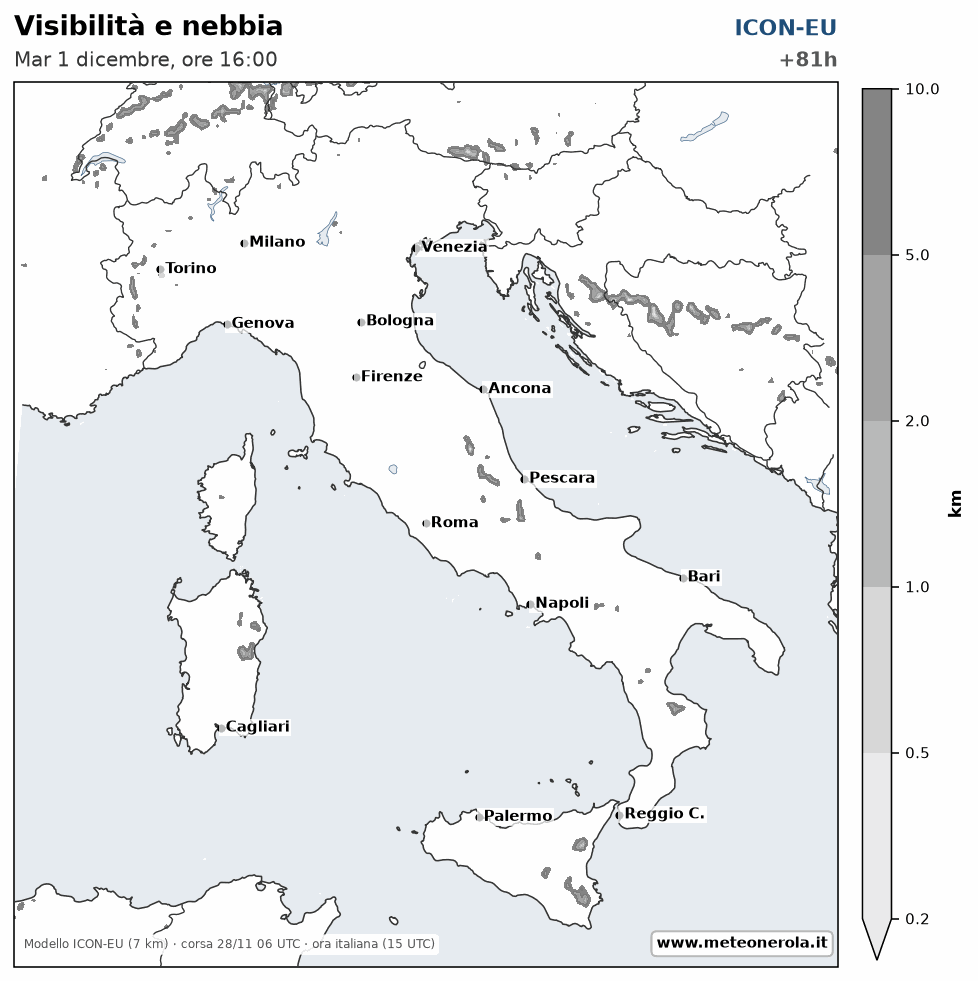 Visibilità e nebbia
ICON-EU
Mar 1 dicembre, ore 16:00
+81h
10.0
5.0
2.0
1.0
0.5
0.2
km
Milano
Venezia
Torino
Genova
Bologna
Firenze
Ancona
Pescara
Roma
Bari
Napoli
Cagliari
Palermo
Reggio C.
Modello ICON-EU (7 km) · corsa 28/11 06 UTC · ora italiana (15 UTC)
www.meteonerola.it